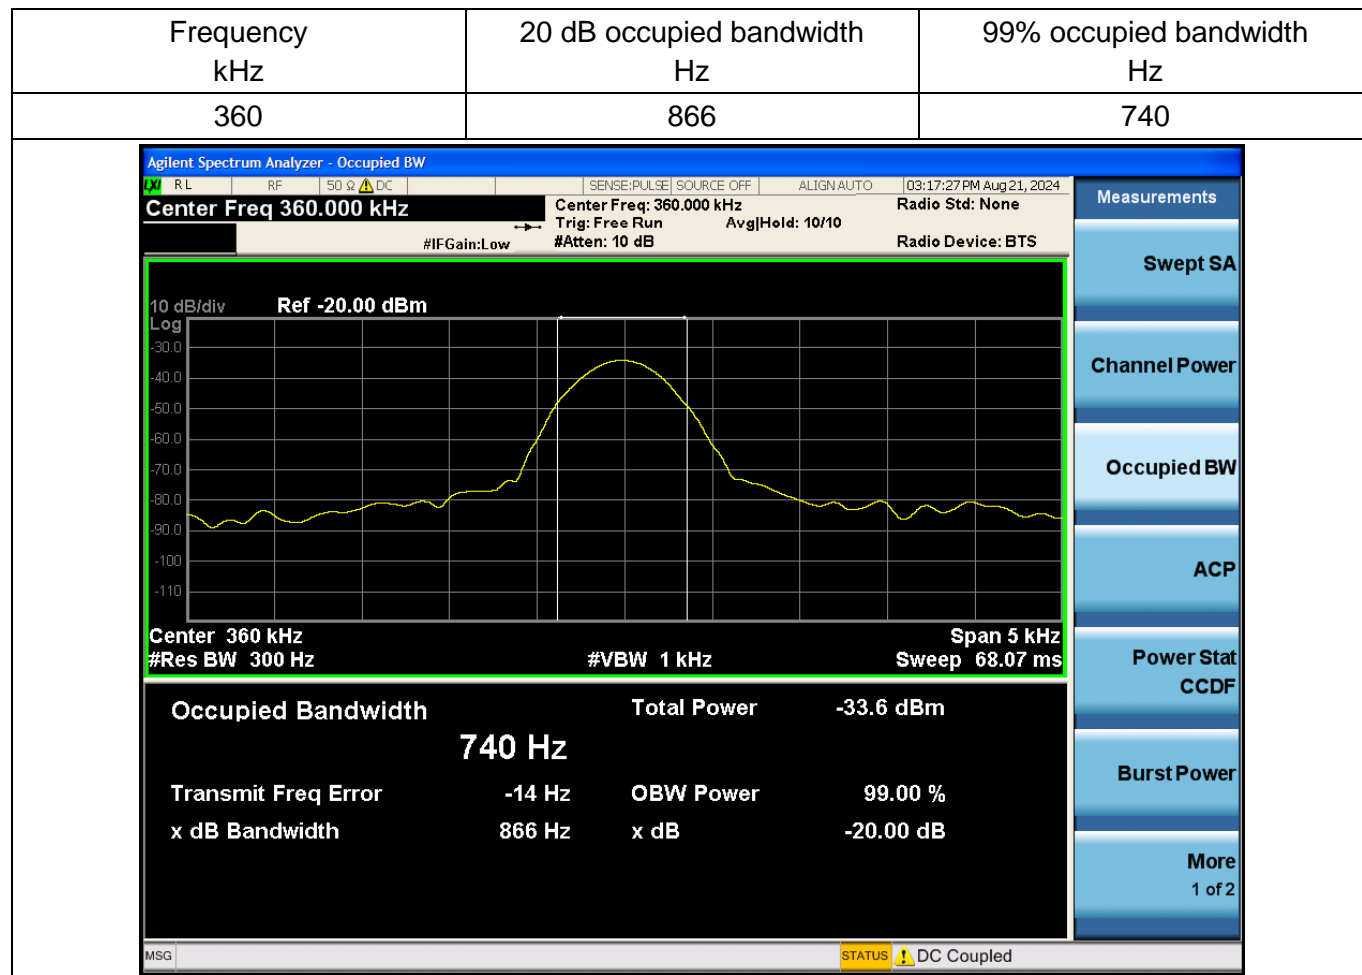 Frequency kHz
20 dB occupied bandwidth Hz
99% occupied bandwidth Hz
360 866 740
Agilent Spectrum Analyzer - Occupied BW
LXI RL RF 50 Ω DC SENSE:PULSE SOURCE OFF ALIGN AUTO 03:17:27 PM Aug 21, 2024
Center Freq 360.000 kHz
Center Freq: 360.000 kHz Radio Std: None
Trig: Free Run Avg|Hold: 10/10
#IFGain:Low #Atten: 10 dB Radio Device: BTS
10 dB/div Ref -20.00 dBm
Log
-30.0
-40.0
-50.0
-60.0
-70.0
-80.0
-90.0
-100
-110
Center 360 kHz Span 5 kHz
#Res BW 300 Hz #VBW 1 kHz Sweep 68.07 ms
Occupied Bandwidth Total Power -33.6 dBm
740 Hz
Transmit Freq Error -14 Hz OBW Power 99.00 %
x dB Bandwidth 866 Hz x dB -20.00 dB
Measurements
Swept SA
Channel Power
Occupied BW
ACP
Power Stat
CCDF
Burst Power
More
1 of 2
MSG STATUS DC Coupled